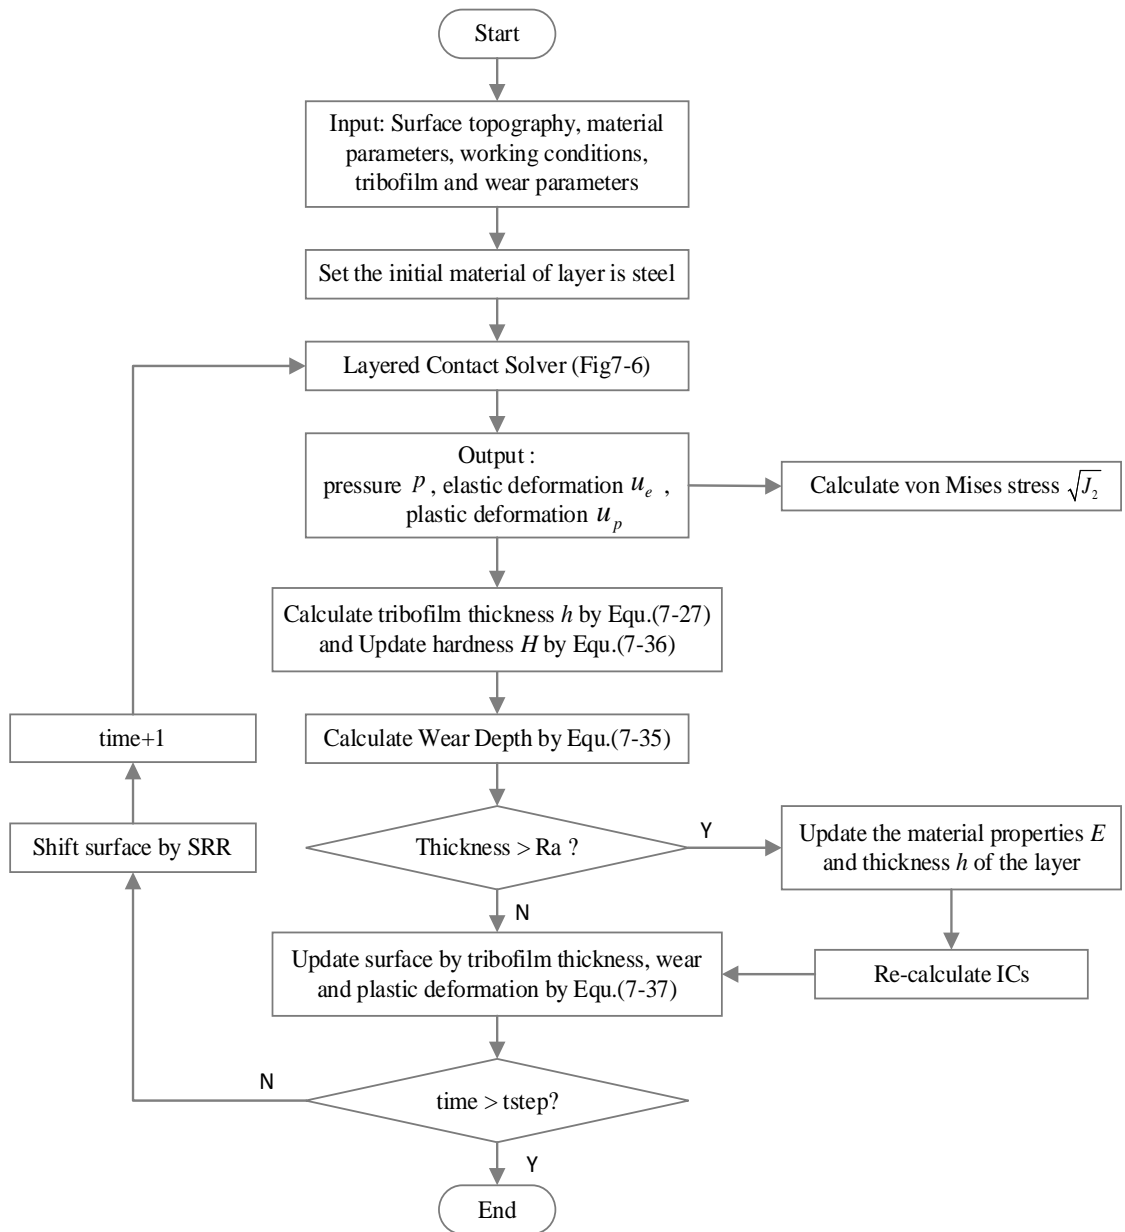 Start
Input: Surface topography, material
parameters, working conditions,
tribofilm and wear parameters
Set the initial material of layer is steel
Layered Contact Solver (Fig7-6)
Output :
pressure p , elastic deformation u_e ,
plastic deformation u_p
Calculate von Mises stress √J_2
Calculate tribofilm thickness h by Equ.(7-27)
and Update hardness H by Equ.(7-36)
Calculate Wear Depth by Equ.(7-35)
Thickness > Ra ?
Y
Update the material properties E
and thickness h of the layer
N
Re-calculate ICs
Update surface by tribofilm thickness, wear
and plastic deformation by Equ.(7-37)
time > tstep?
N
Shift surface by SRR
time+1
Y
End